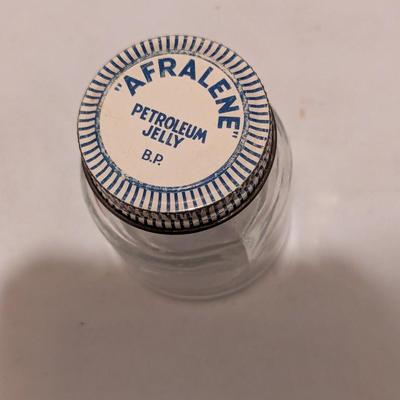 "AFRALENE"
PETROLEUM
JELLY
B.P.